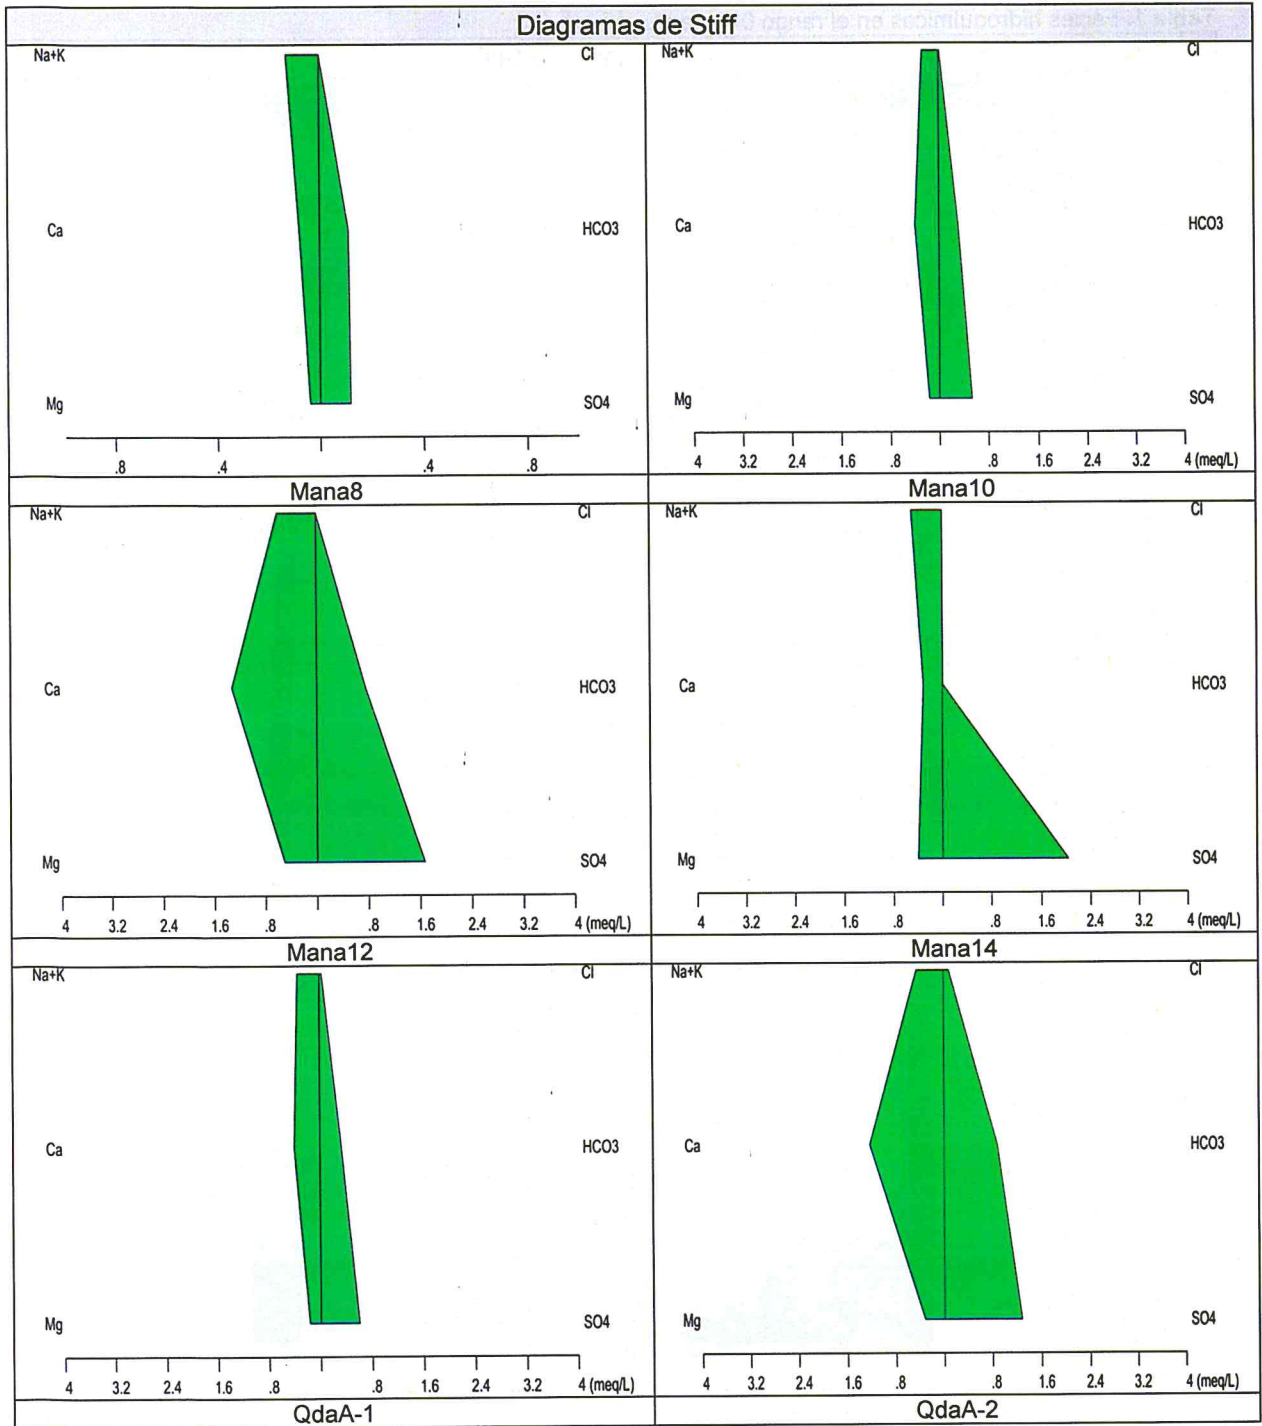 Diagramas de Stiff
Na+K Cl
Ca HCO3
Mg SO4
.8 .4 .4 .8
Mana8
Na+K Cl
Ca HCO3
Mg SO4
4 3.2 2.4 1.6 .8 .8 1.6 2.4 3.2 4 (meq/L)
Mana10
Na+K Cl
Ca HCO3
Mg SO4
4 3.2 2.4 1.6 .8 .8 1.6 2.4 3.2 4 (meq/L)
Mana12
Na+K Cl
Ca HCO3
Mg SO4
4 3.2 2.4 1.6 .8 .8 1.6 2.4 3.2 4 (meq/L)
Mana14
Na+K Cl
Ca HCO3
Mg SO4
4 3.2 2.4 1.6 .8 .8 1.6 2.4 3.2 4 (meq/L)
QdaA-1
Na+K Cl
Ca HCO3
Mg SO4
4 3.2 2.4 1.6 .8 .8 1.6 2.4 3.2 4 (meq/L)
QdaA-2